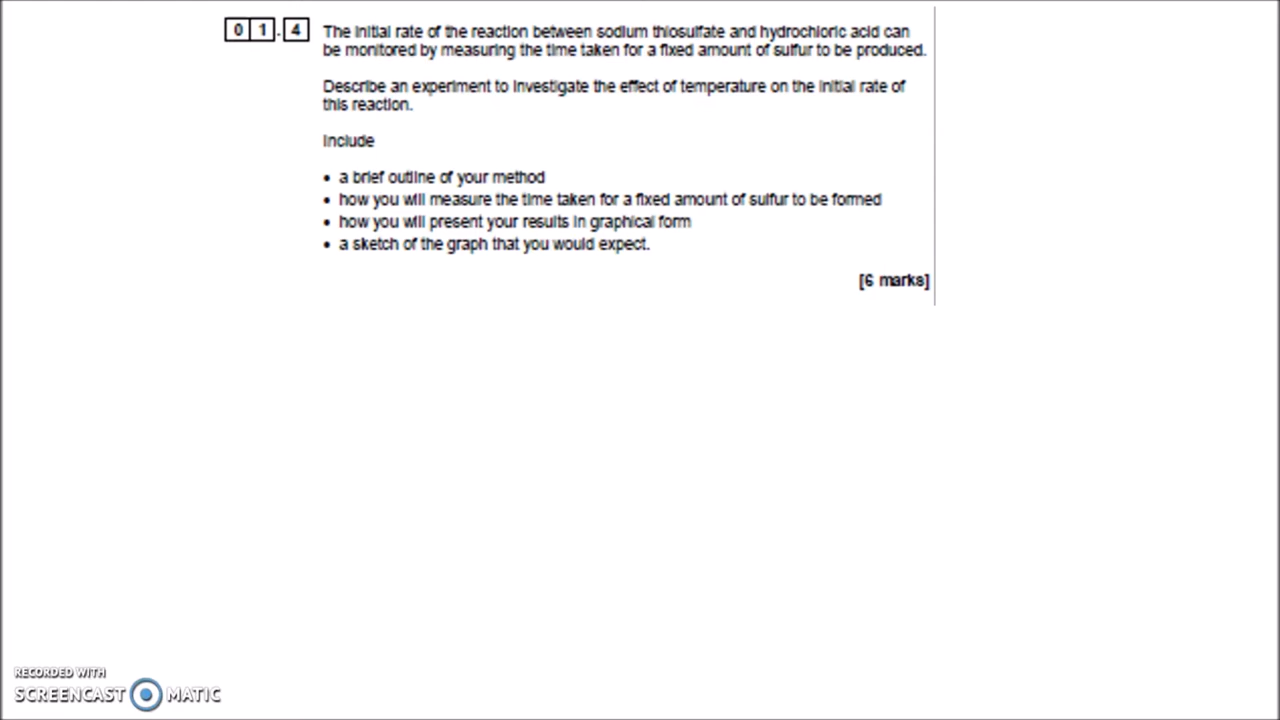 01.4 The initial rate of the reaction between sodium thiosulfate and hydrochloric acid can
be monitored by measuring the time taken for a fixed amount of sulfur to be produced.
Describe an experiment to investigate the effect of temperature on the initial rate of
this reaction.
Include
• a brief outline of your method
• how you will measure the time taken for a fixed amount of sulfur to be formed
• how you will present your results in graphical form
• a sketch of the graph that you would expect.
[6 marks]
RECORDED WITH
SCREENCAST MATIC